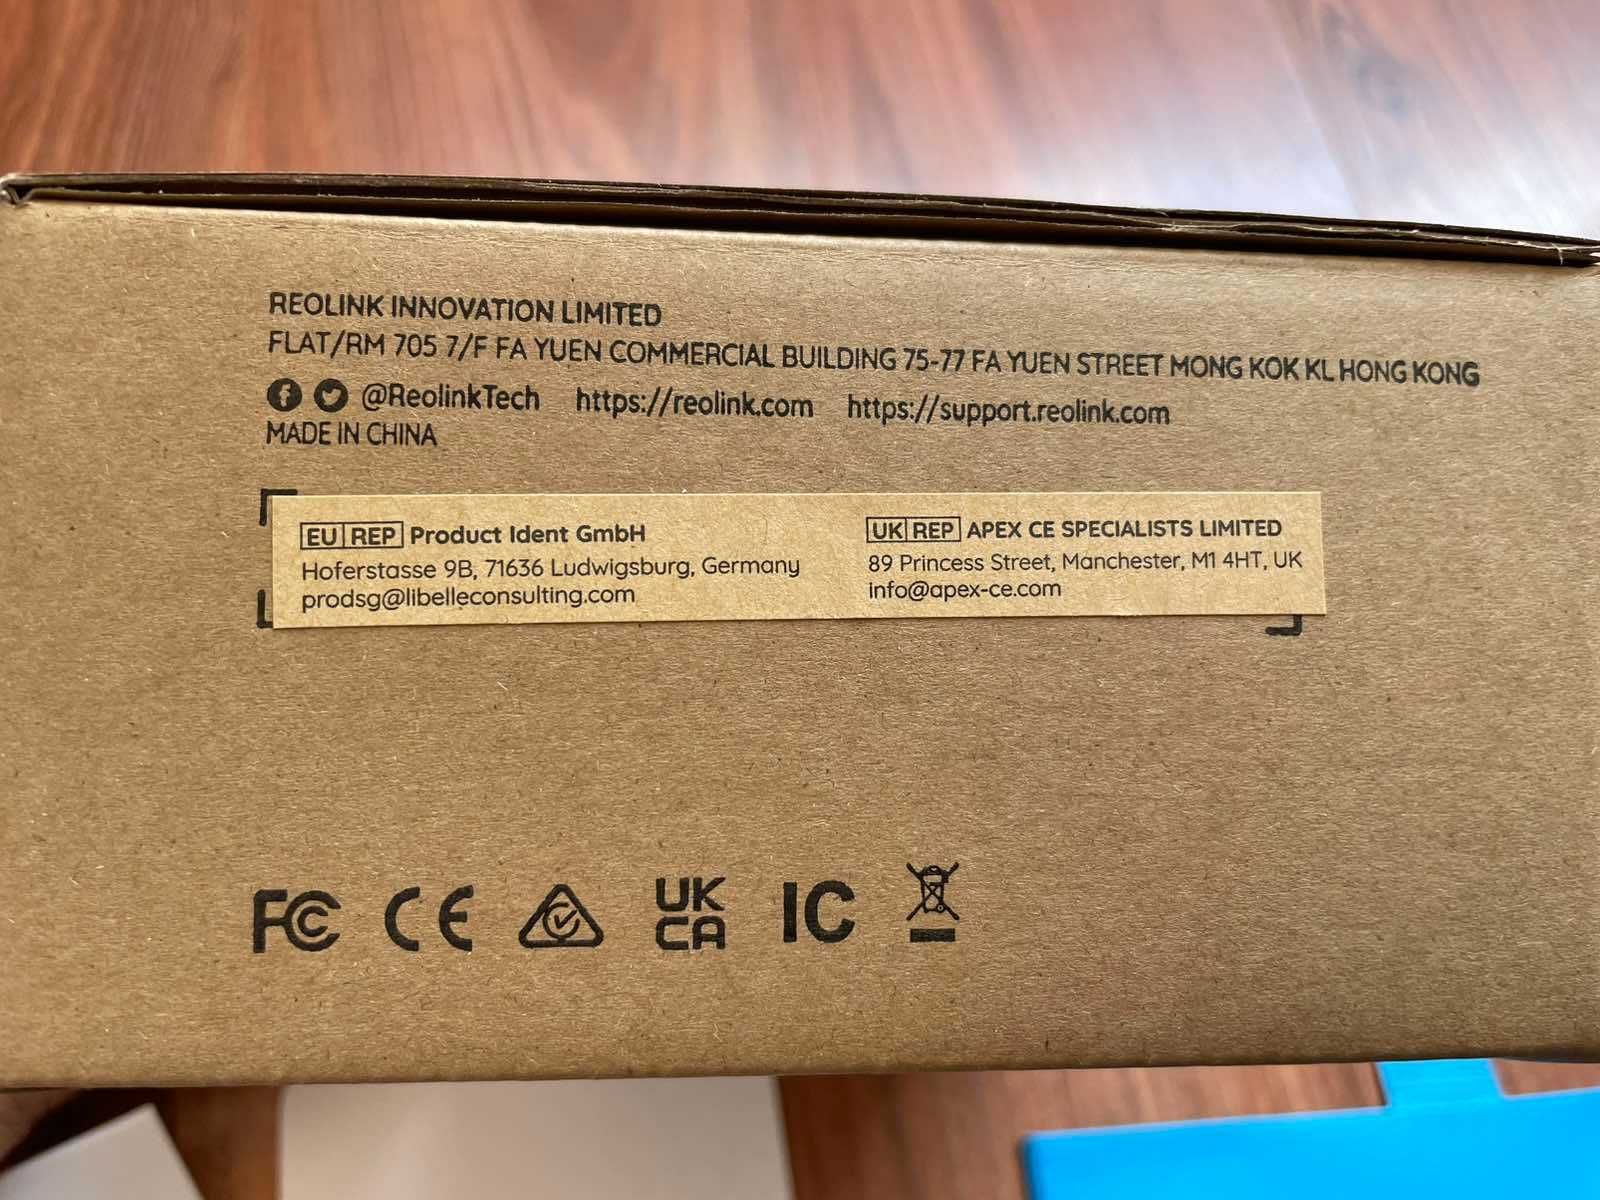 REOLINK INNOVATION LIMITED
FLAT/RM 705 7/F FA YUEN COMMERCIAL BUILDING 75-77 FA YUEN STREET MONG KOK KL HONG KONG
@ReolinkTech https://reolink.com https://support.reolink.com
MADE IN CHINA
EU REP Product Ident GmbH
Hoferstasse 9B, 71636 Ludwigsburg, Germany
prodsg@libelleconsulting.com
UK REP APEX CE SPECIALISTS LIMITED
89 Princess Street, Manchester, M1 4HT, UK
info@apex-ce.com
FC CE UK CA IC